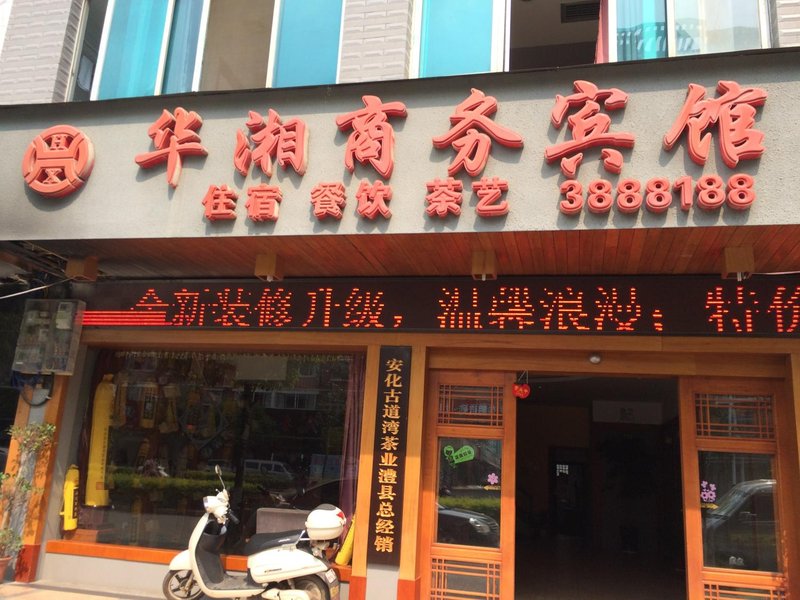 华湘商务宾馆
住宿 餐饮 茶艺 3888188
全新装修升级，温馨浪漫；特价
安化古道湾茶业澧县总经销